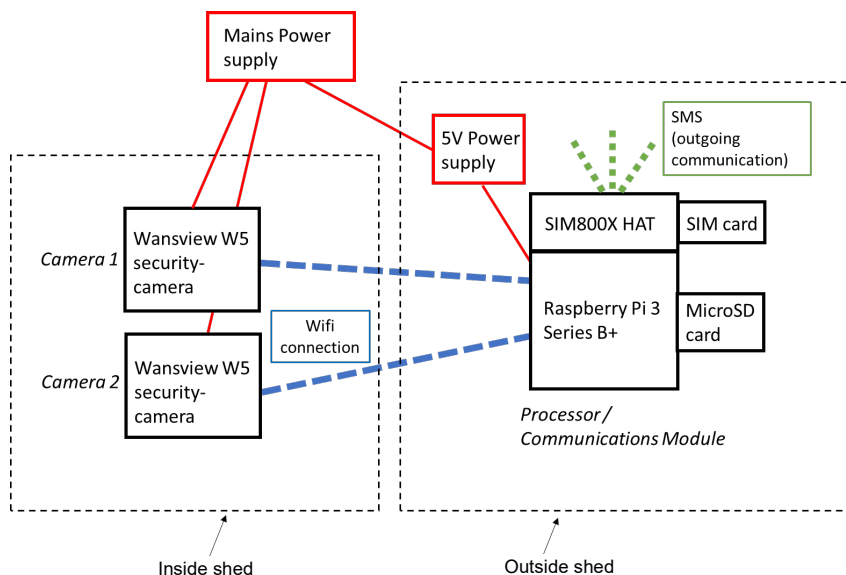 Mains Power
supply
5V Power
supply
SMS
(outgoing
communication)
SIM800X HAT
SIM card
Camera 1
Wansview W5
security-
camera
Raspberry Pi 3
Series B+
MicroSD
card
Wifi
connection
Camera 2
Wansview W5
security-
camera
Processor /
Communications Module
Inside shed
Outside shed